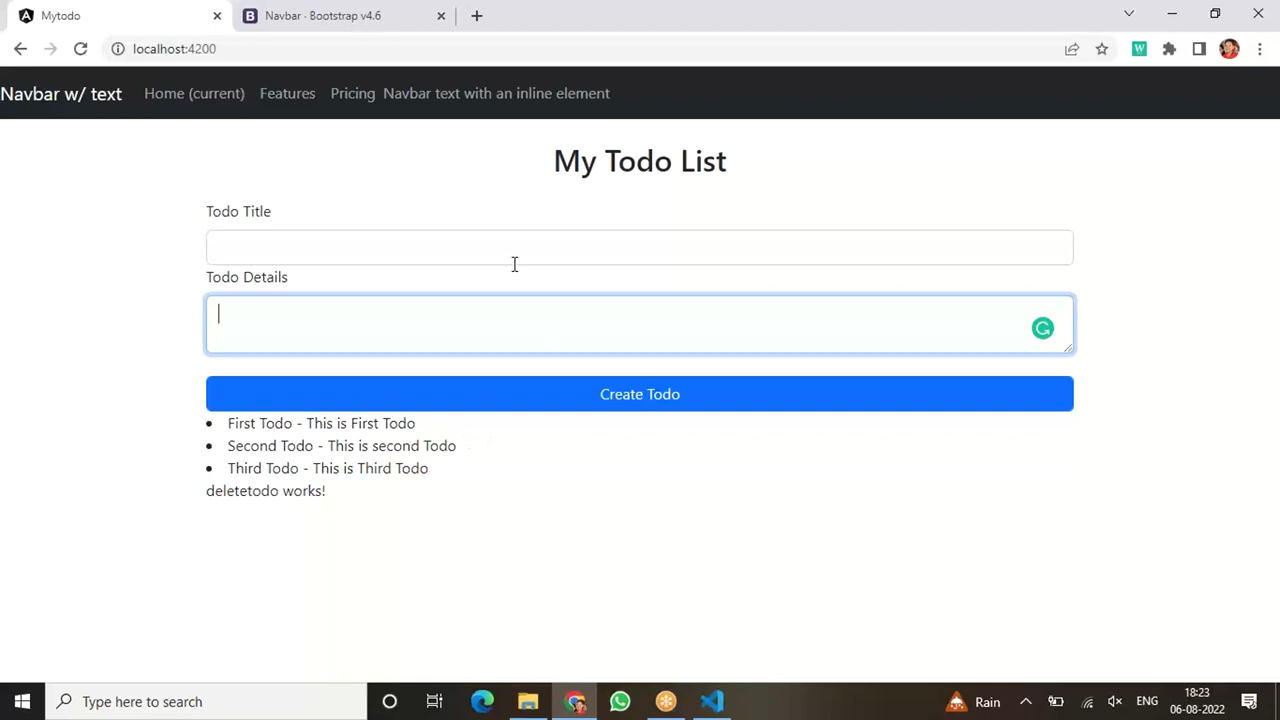 Mytodo
B Navbar · Bootstrap v4.6
localhost:4200
W
Navbar w/ text Home (current) Features Pricing Navbar text with an inline element
My Todo List
Todo Title
Todo Details
Create Todo
First Todo - This is First Todo
Second Todo - This is second Todo
Third Todo - This is Third Todo
deletetodo works!
Type here to search
Rain
ENG
18:23
06-08-2022